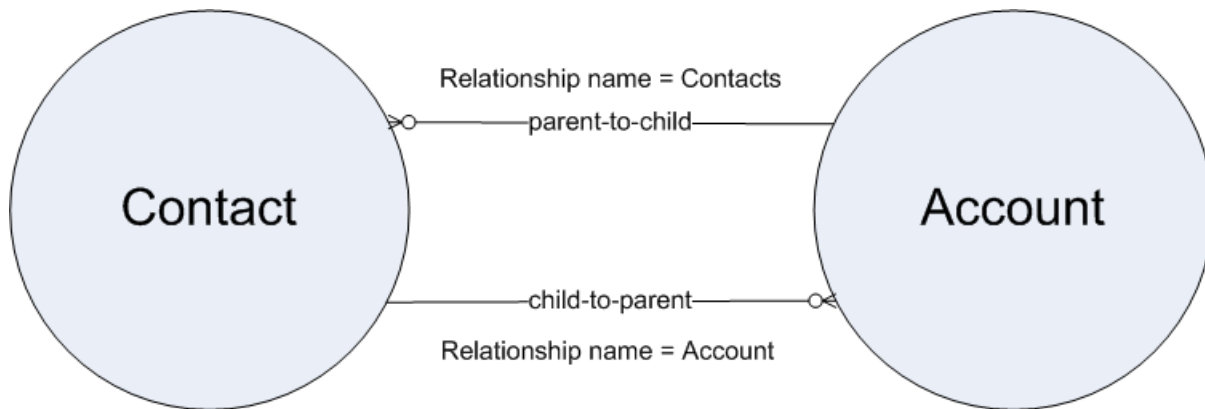 Relationship name = Contacts
parent-to-child
Contact
Account
child-to-parent
Relationship name = Account